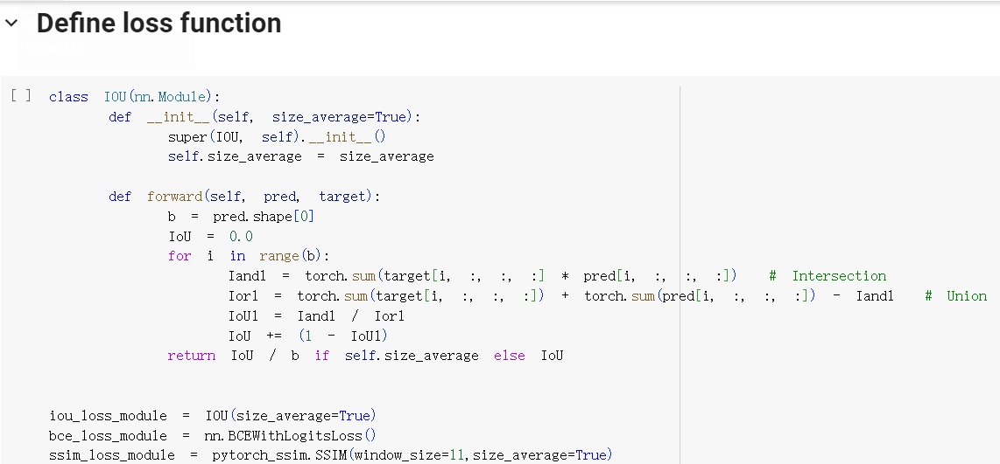 Define loss function
[ ] class IOU(nn.Module):
def __init__(self, size_average=True):
super(IOU, self).__init__()
self.size_average = size_average
def forward(self, pred, target):
b = pred.shape[0]
IoU = 0.0
for i in range(b):
Iand1 = torch.sum(target[i, :, :, :] * pred[i, :, :, :]) # Intersection
Ior1 = torch.sum(target[i, :, :, :]) + torch.sum(pred[i, :, :, :]) - Iand1 # Union
IoU1 = Iand1 / Ior1
IoU += (1 - IoU1)
return IoU / b if self.size_average else IoU
iou_loss_module = IOU(size_average=True)
bce_loss_module = nn.BCEWithLogitsLoss()
ssim_loss_module = pytorch_ssim.SSIM(window_size=11,size_average=True)